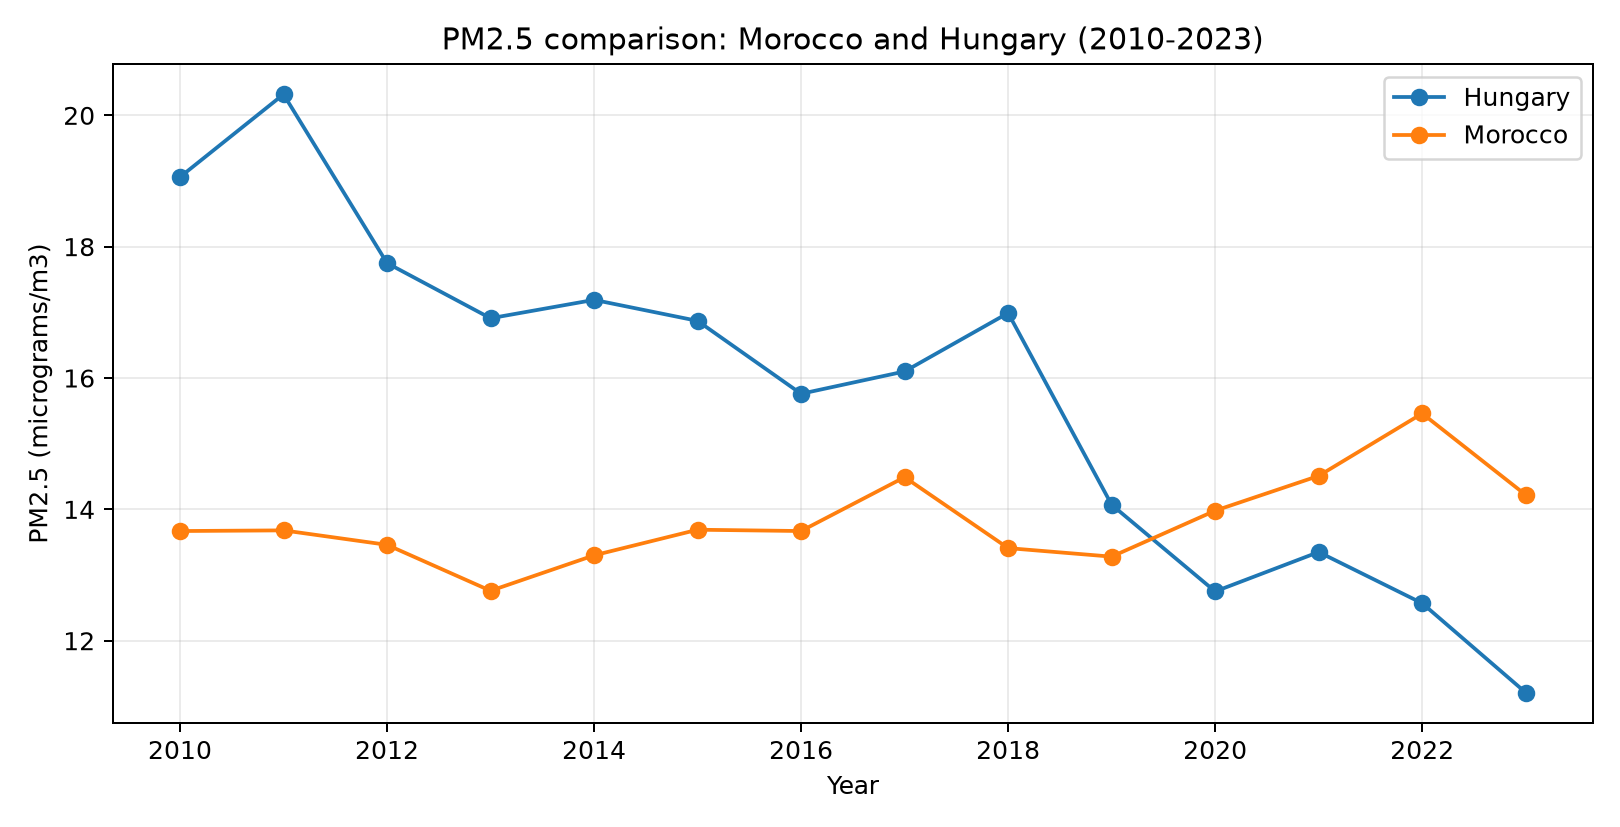 PM2.5 comparison: Morocco and Hungary (2010-2023)
Hungary
Morocco
PM2.5 (micrograms/m3)
20
18
16
14
12
2010 2012 2014 2016 2018 2020 2022
Year